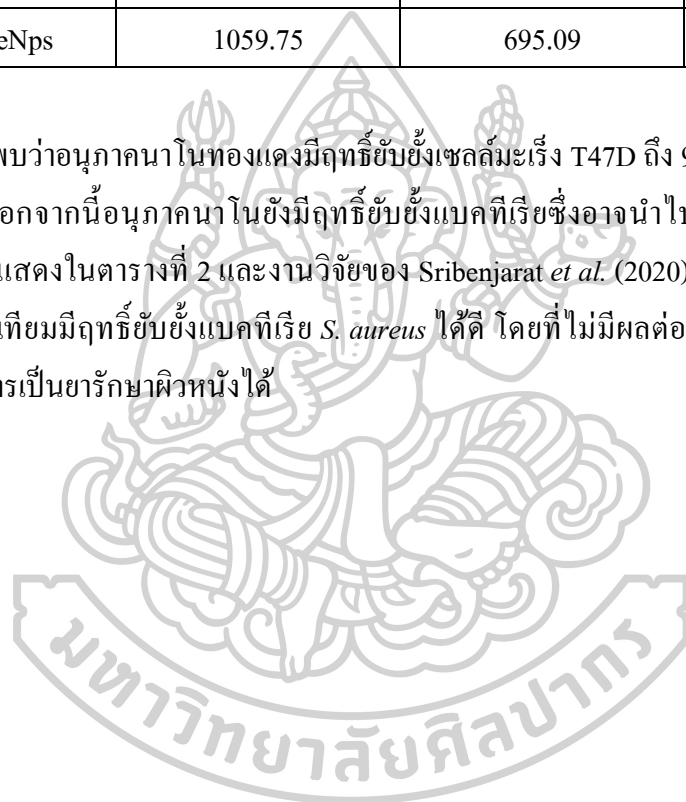 eNps 1059.75 695.09
พบว่าอนุภาคนาโนทองแดงมีฤทธิ์ยับยั้งเซลล์มะเร็ง T47D ถึง 9
อกจากนี้อนุภาคนาโนยังมีฤทธิ์ยับยั้งแบคทีเรียซึ่งอาจนำไป
แสดงในตารางที่ 2 และงานวิจัยของ Sribenjarat et al. (2020)
เทียมมีฤทธิ์ยับยั้งแบคทีเรีย S. aureus ได้ดี โดยที่ไม่มีผลต่อ
ารเป็นยารักษาผิวหนังได้
มหาวิทยาลัยศิลปากร